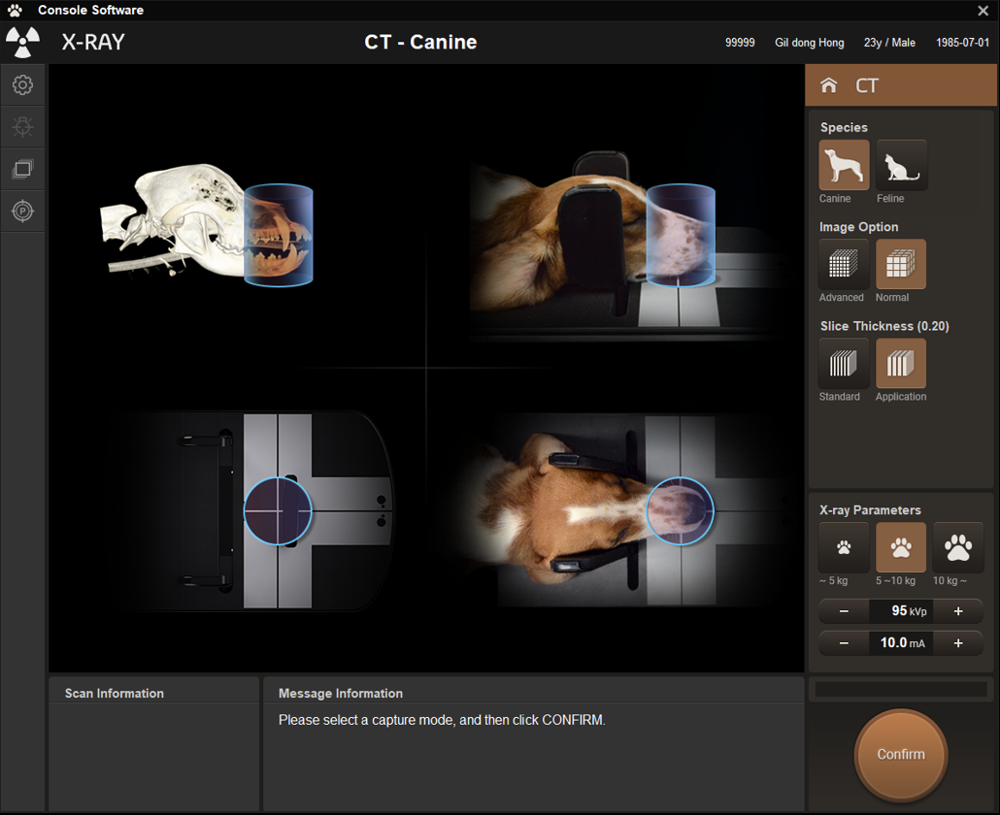 Console Software
X-RAY
CT - Canine
99999 Gil dong Hong 23y / Male 1985-07-01
CT
Species
Canine Feline
Image Option
Advanced Normal
Slice Thickness (0.20)
Standard Application
X-ray Parameters
~ 5 kg 5 ~10 kg 10 kg ~
− 95 kVp +
− 10.0 mA +
Scan Information
Message Information
Please select a capture mode, and then click CONFIRM.
Confirm
P